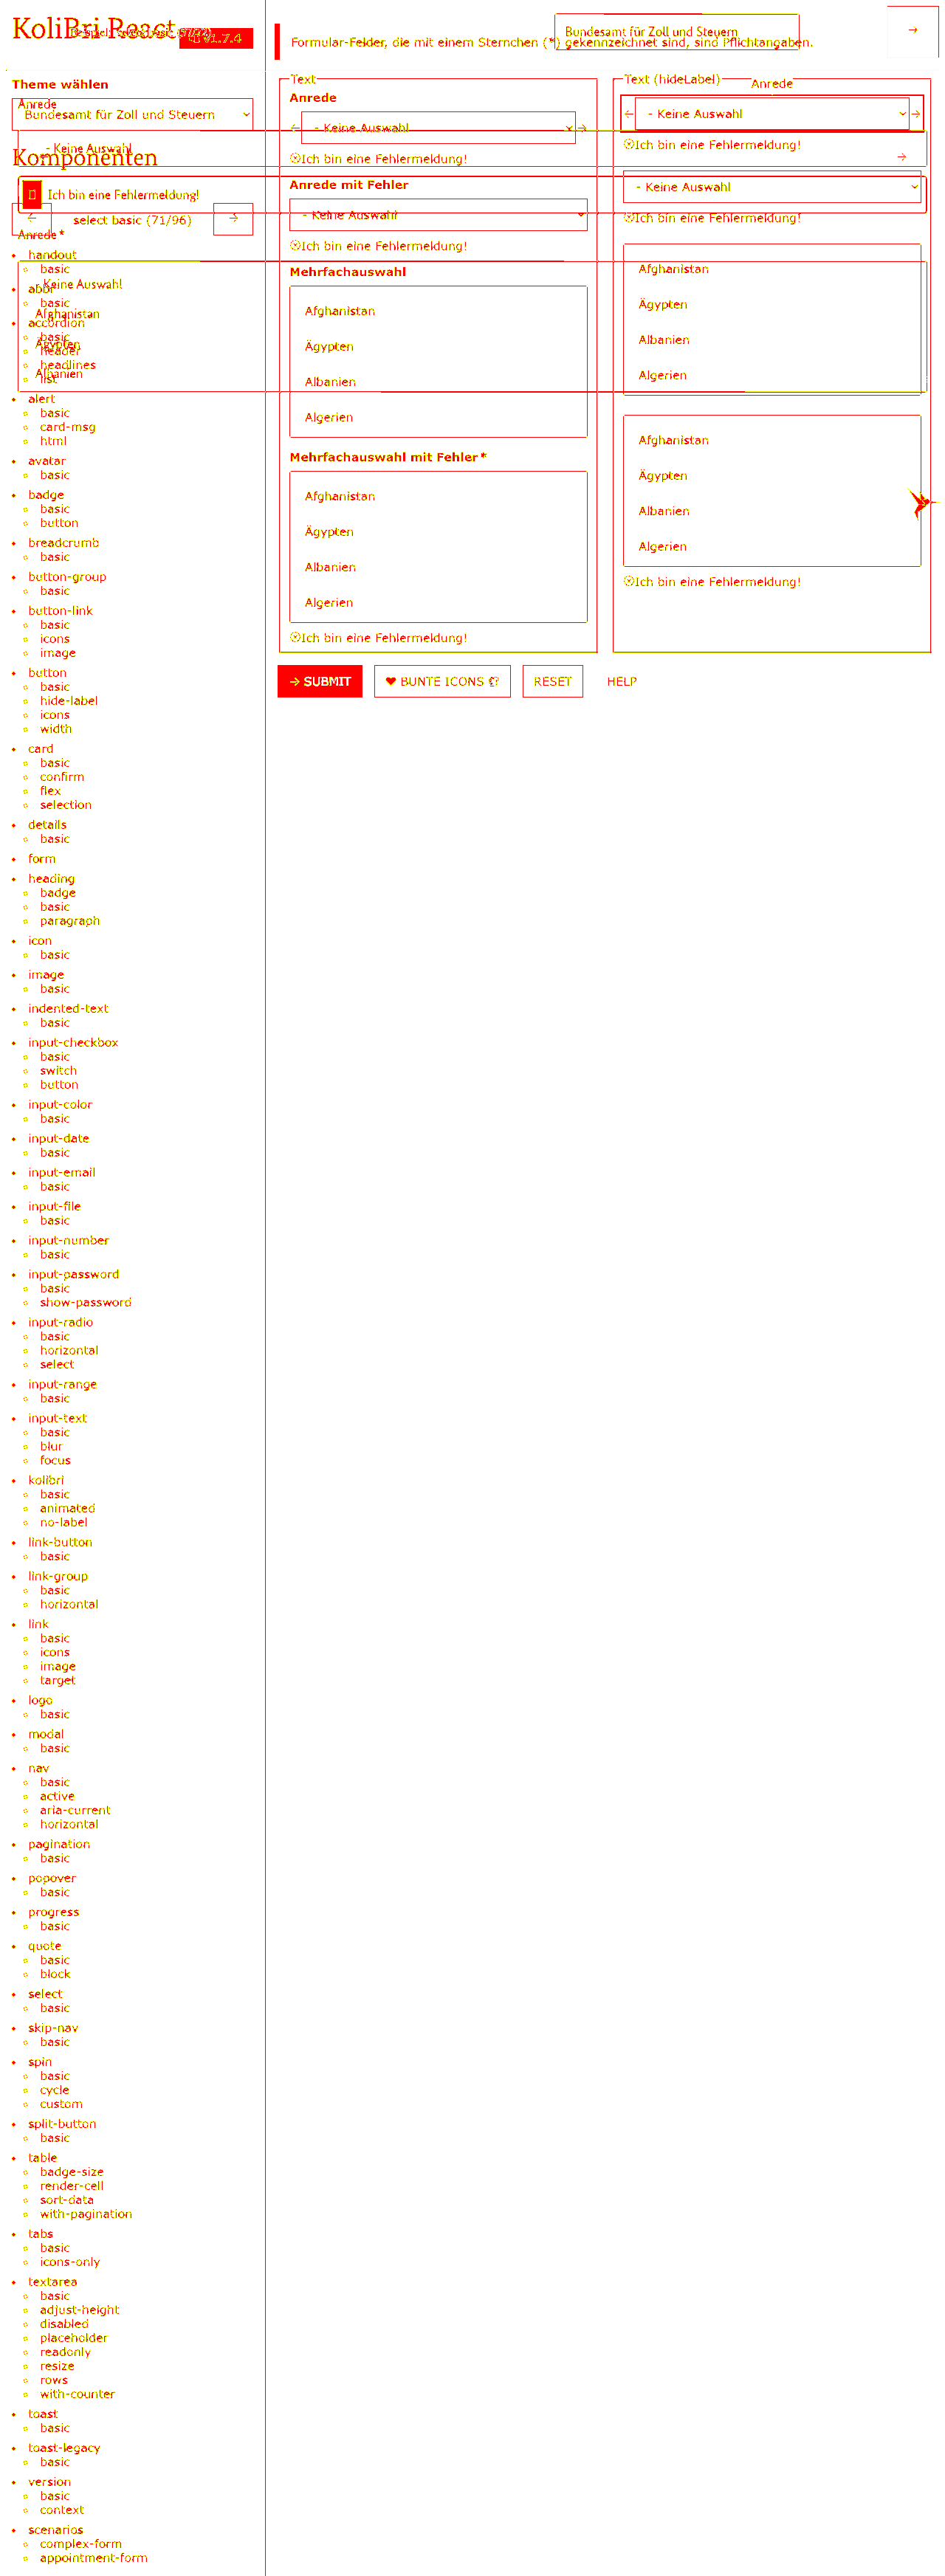 KoliBri React
Formular-Felder, die mit einem Sternchen (*) gekennzeichnet sind, sind Pflichtangaben.
Bundesamt für Zoll und Steuern
Theme wählen
Anrede
Bundesamt für Zoll und Steuern
- Keine Auswahl
Komponenten
Ich bin eine Fehlermeldung!
select basic (71/96)
Anrede*
Keine Auswahl
Afghanistan
Ägypten
Albanien
handout
basic
abbr
basic
accordion
basic
header
headlines
list
alert
basic
card-msg
html
avatar
basic
badge
basic
button
breadcrumb
basic
button-group
basic
button-link
basic
icons
image
button
basic
hide-label
icons
width
card
basic
confirm
flex
selection
details
basic
form
heading
badge
basic
paragraph
icon
basic
image
basic
indented-text
basic
input-checkbox
basic
switch
button
input-color
basic
input-date
basic
input-email
basic
input-file
basic
input-number
basic
input-password
basic
show-password
input-radio
basic
horizontal
select
input-range
basic
input-text
basic
blur
focus
kolibri
basic
animated
no-label
link-button
basic
link-group
basic
horizontal
link
basic
icons
image
target
logo
basic
modal
basic
nav
basic
active
aria-current
horizontal
pagination
basic
popover
basic
progress
basic
quote
basic
block
select
basic
skip-nav
basic
spin
basic
cycle
custom
split-button
basic
table
badge-size
render-cell
sort-data
with-pagination
tabs
basic
icons-only
textarea
basic
adjust-height
disabled
placeholder
readonly
resize
rows
with-counter
toast
basic
toast-legacy
basic
version
basic
context
scenarios
complex-form
appointment-form
Text
Anrede
- Keine Auswahl
Ich bin eine Fehlermeldung!
Anrede mit Fehler
- Keine Auswahl
Ich bin eine Fehlermeldung!
Mehrfachauswahl
Afghanistan
Ägypten
Albanien
Algerien
Mehrfachauswahl mit Fehler*
Afghanistan
Ägypten
Albanien
Algerien
Ich bin eine Fehlermeldung!
Text (hideLabel)
Anrede
- Keine Auswahl
Ich bin eine Fehlermeldung!
- Keine Auswahl
Ich bin eine Fehlermeldung!
Afghanistan
Ägypten
Albanien
Algerien
Afghanistan
Ägypten
Albanien
Algerien
Ich bin eine Fehlermeldung!
→ SUBMIT
BUNTE ICONS
RESET
HELP